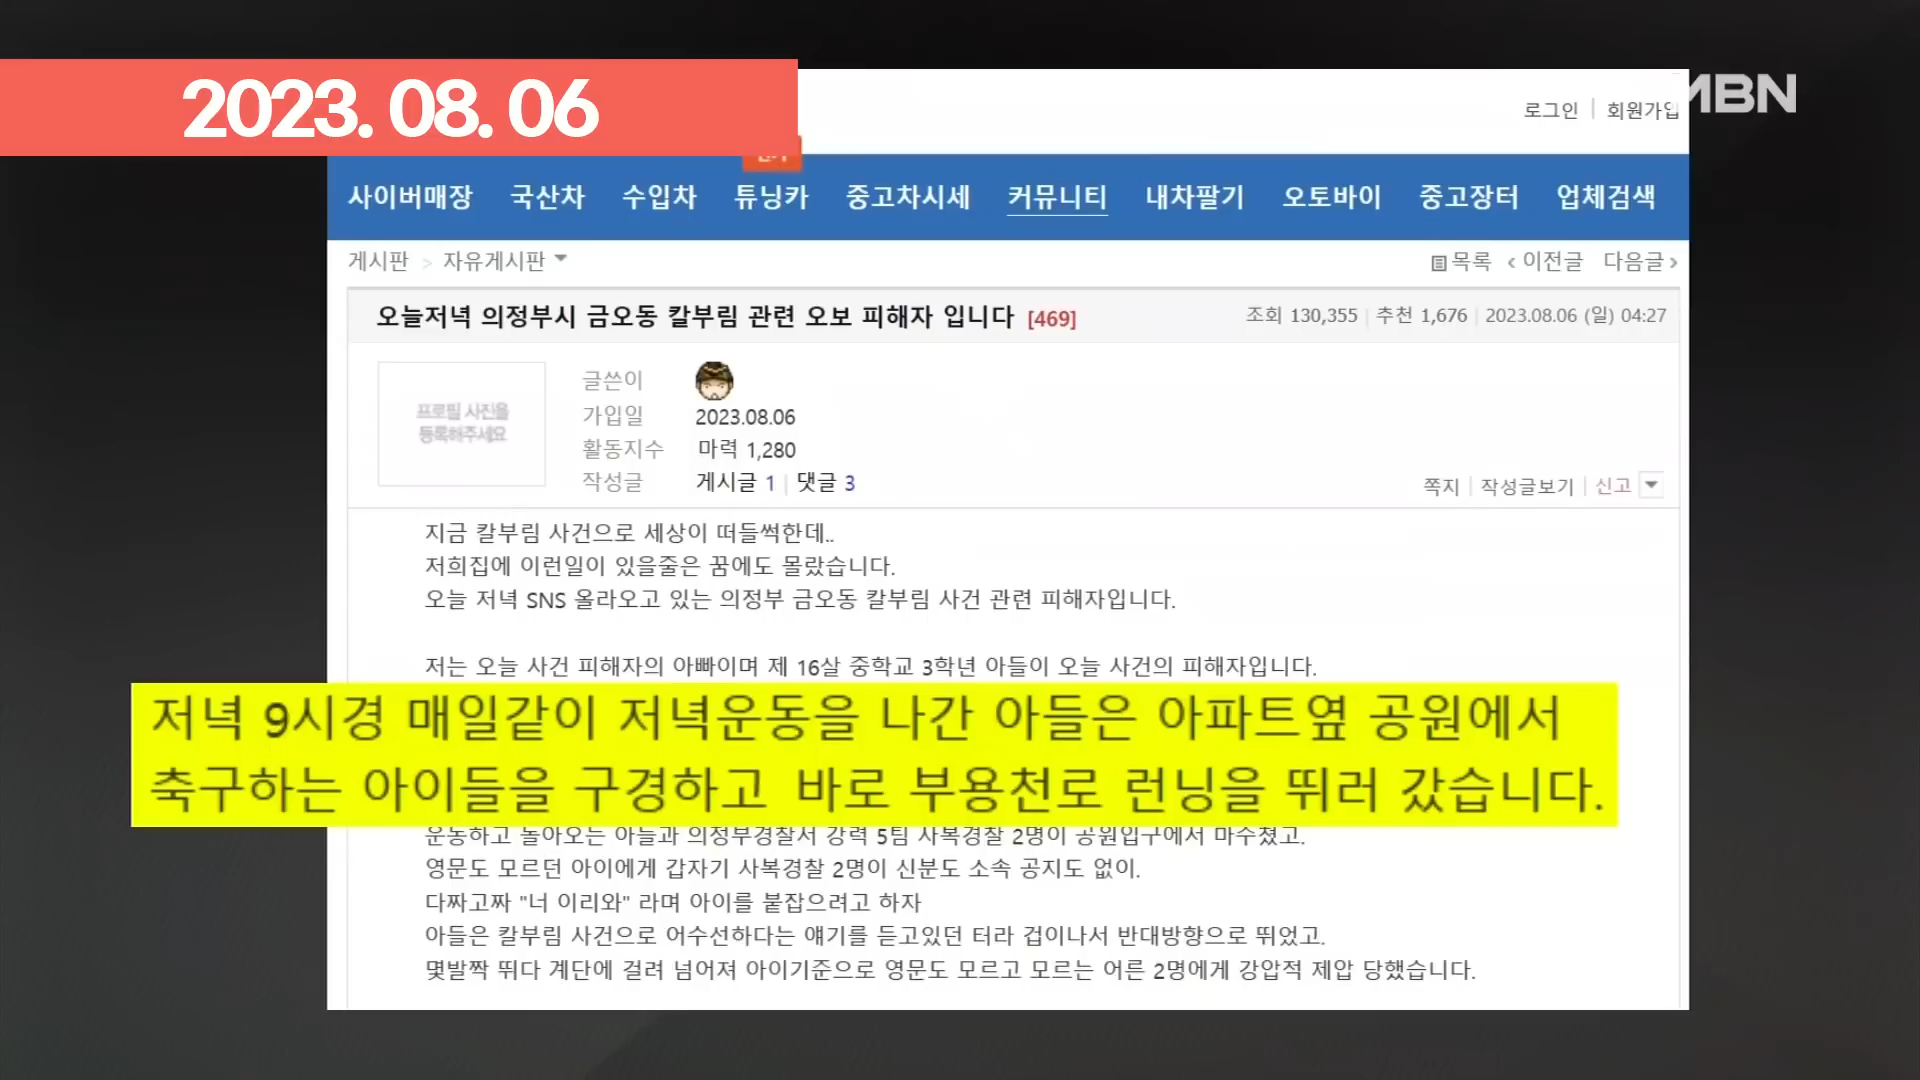 2023. 08. 06
MBN
로그인 | 회원가입
사이버매장 국산차 수입차 튜닝카 중고차시세 커뮤니티 내차팔기 오토바이 중고장터 업체검색
게시판 > 자유게시판
목록 ‹ 이전글 다음글 ›
오늘저녁 의정부시 금오동 칼부림 관련 오보 피해자 입니다 [469]
조회 130,355 | 추천 1,676 | 2023.08.06 (일) 04:27
프로필 사진을
등록해주세요
글쓴이
가입일 2023.08.06
활동지수 마력 1,280
작성글 게시글 1 | 댓글 3
쪽지 | 작성글보기 | 신고
지금 칼부림 사건으로 세상이 떠들썩한데..
저희집에 이런일이 있을줄은 꿈에도 몰랐습니다.
오늘 저녁 SNS 올라오고 있는 의정부 금오동 칼부림 사건 관련 피해자입니다.
저는 오늘 사건 피해자의 아빠이며 제 16살 중학교 3학년 아들이 오늘 사건의 피해자입니다.
저녁 9시경 매일같이 저녁운동을 나간 아들은 아파트옆 공원에서
축구하는 아이들을 구경하고 바로 부용천로 런닝을 뛰러 갔습니다.
운동하고 돌아오는 아들과 의정부경찰서 강력 5팀 사복경찰 2명이 공원입구에서 마주쳤고.
영문도 모르던 아이에게 갑자기 사복경찰 2명이 신분도 소속 공지도 없이.
다짜고짜 "너 이리와" 라며 아이를 붙잡으려고 하자
아들은 칼부림 사건으로 어수선하다는 얘기를 듣고있던 터라 겁이나서 반대방향으로 뛰었고.
몇발짝 뛰다 계단에 걸려 넘어져 아이기준으로 영문도 모르고 모르는 어른 2명에게 강압적 제압 당했습니다.